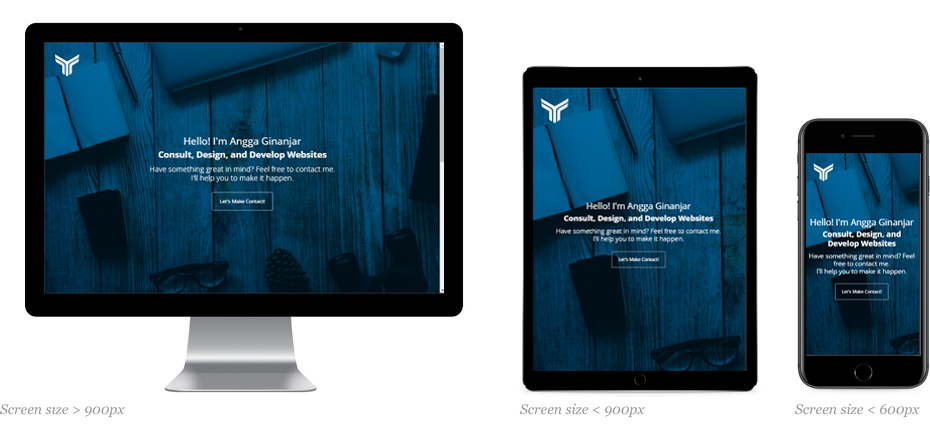 Hello! I'm Angga Ginanjar
Consult, Design, and Develop Websites
Have something great in mind? Feel free to contact me.
I'll help you to make it happen.
Let's Make Contact!
Screen size > 900px
Hello! I'm Angga Ginanjar
Consult, Design, and Develop Websites
Have something great in mind? Feel free to contact me.
I'll help you to make it happen.
Let's Make Contact!
Screen size < 900px
Hello! I'm Angga Ginanjar
Consult, Design, and
Develop Websites
Have something great in mind? Feel
free to contact me.
I'll help you to make it happen.
Let's Make Contact!
Screen size < 600px